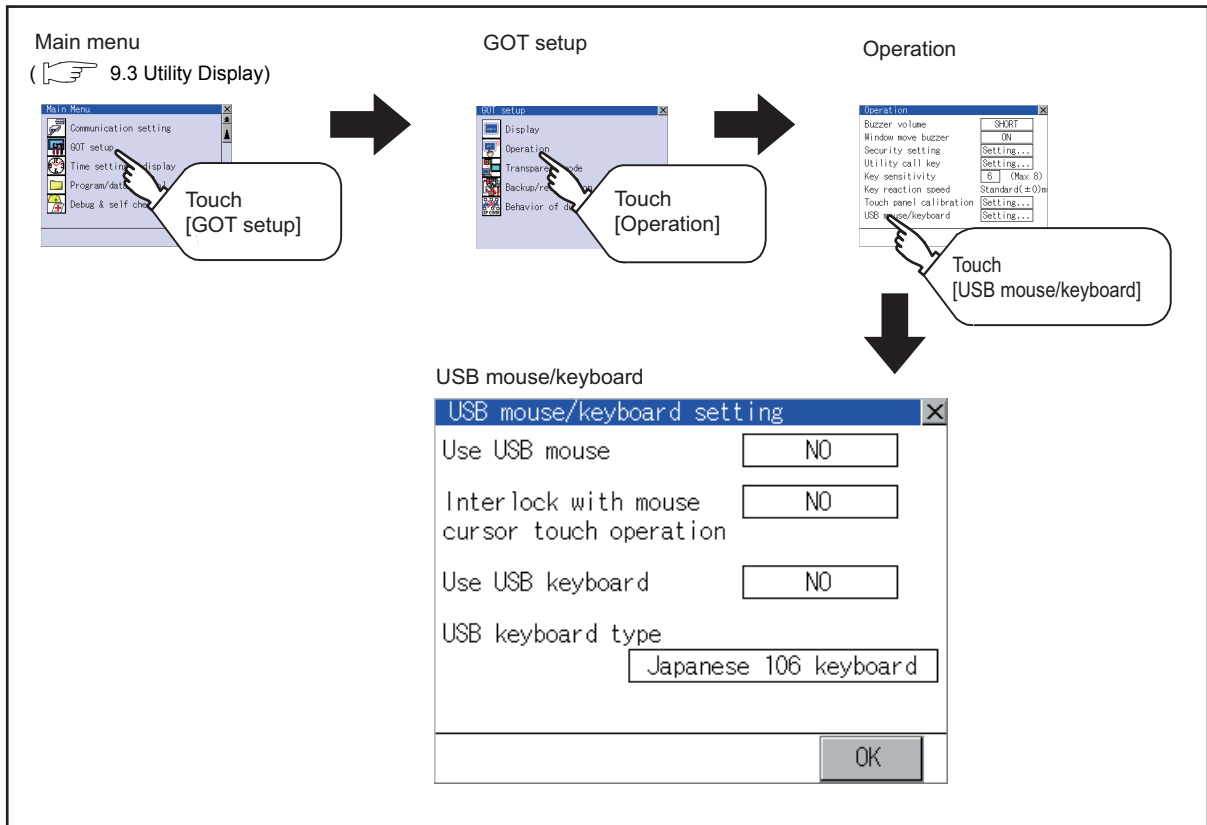 Main menu
( 9.3 Utility Display)
Main Menu
Communication setting
GOT setup
Time setting display
Program/data
Debug & self
Touch
[GOT setup]
GOT setup
GOT setup
Display
Operation
Behavior of
Touch
[Operation]
Operation
Operation
Buzzer volume SHORT
Window move buzzer ON
Security setting Setting...
Utility call key Setting...
Key sensitivity 6 (Max 8)
Key reaction speed Standard(±0)m
Touch panel calibration Setting...
USB mouse/keyboard Setting...
Touch
[USB mouse/keyboard]
USB mouse/keyboard
USB mouse/keyboard setting
Use USB mouse NO
Interlock with mouse NO
cursor touch operation
Use USB keyboard NO
USB keyboard type
Japanese 106 keyboard
OK